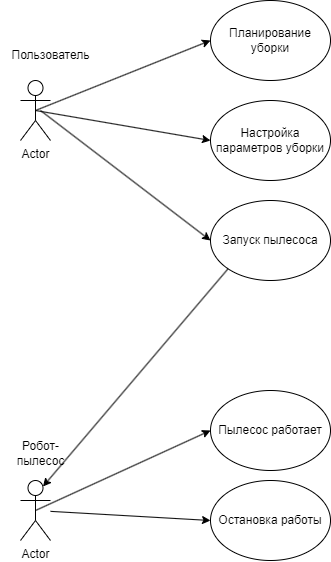 Планирование
уборки
Пользователь
Actor
Настройка
параметров уборки
Запуск пылесоса
Пылесос работает
Робот-
пылесос
Actor
Остановка работы